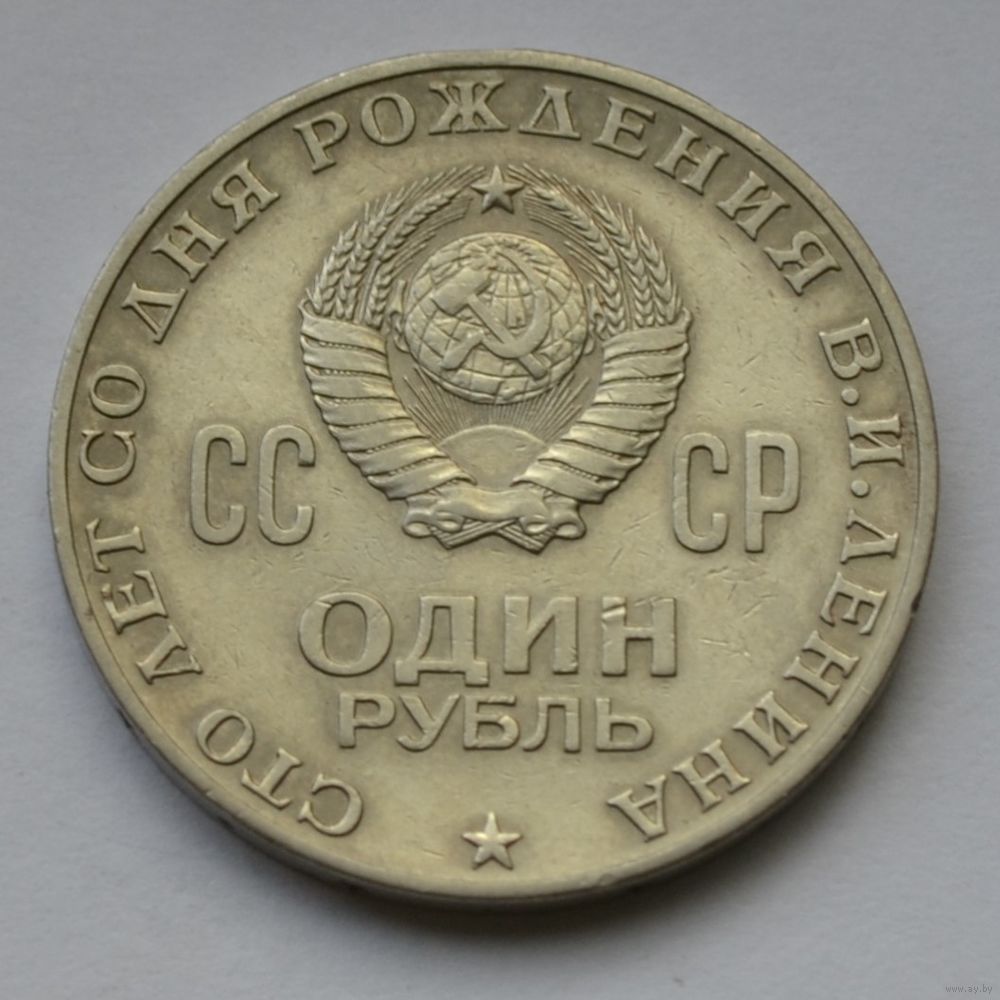 СТО ЛЕТ СО ДНЯ РОЖДЕНИЯ В.И.ЛЕНИНА
СС СР
ОДИН
РУБЛЬ
www.ay.by